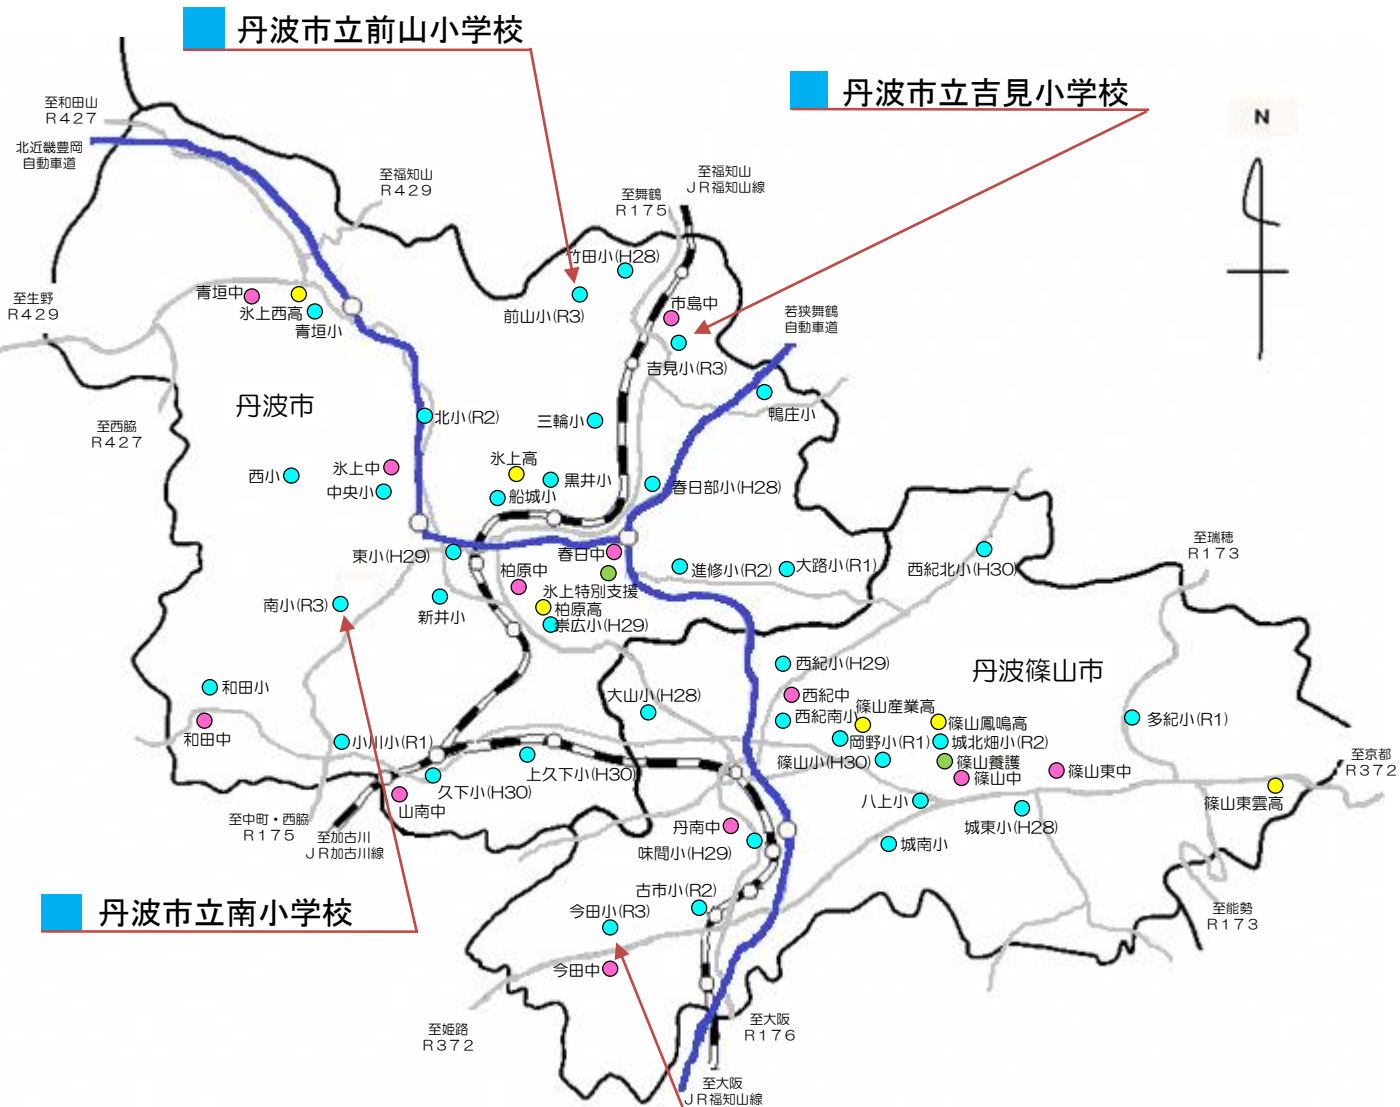 丹波市立前山小学校
丹波市立吉見小学校
至和田山
R427
北近畿豊岡
自動車道
N
至福知山
R429
至舞鶴
R175
至福知山
JR福知山線
竹田小(H28)
青垣中
氷上西高
青垣小
前山小(R3)
市島中
吉見小(R3)
若狭舞鶴
自動車道
至生野
R429
丹波市
至西脇
R427
北小(R2)
三輪小
鴨庄小
西小
氷上中
中央小
氷上高
船城小
黒井小
春日部小(H28)
東小(H29)
柏原中
春日中
氷上特別支援
柏原高
崇広小(H29)
進修小(R2)
大路小(R1)
西紀北小(H30)
至瑞穂
R173
南小(R3)
新井小
和田小
和田中
大山小(H28)
西紀小(H29)
西紀中
西紀南小
丹波篠山市
篠山産業高
篠山鳳鳴高
岡野小(R1)
城北畑小(R2)
篠山小(H30)
篠山養護
篠山中
篠山東中
多紀小(R1)
至京都
R372
小川小(R1)
上久下小(H30)
久下小(H30)
山南中
八上小
城東小(H28)
篠山東雲高
至中町・西脇
R175
至加古川
JR加古川線
丹南中
味間小(H29)
城南小
古市小(R2)
丹波市立南小学校
今田小(R3)
今田中
至能勢
R173
至姫路
R372
至大阪
R176
至大阪
JR福知山線